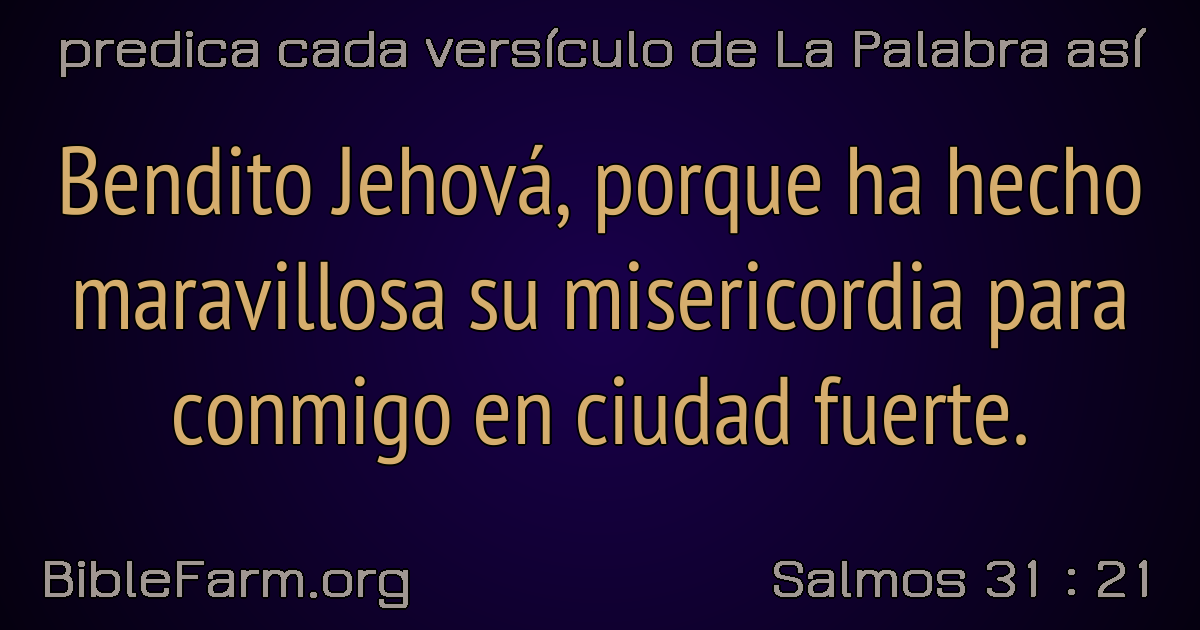 predica cada versículo de La Palabra así
Bendito Jehová, porque ha hecho
maravillosa su misericordia para
conmigo en ciudad fuerte.
BibleFarm.org
Salmos 31 : 21